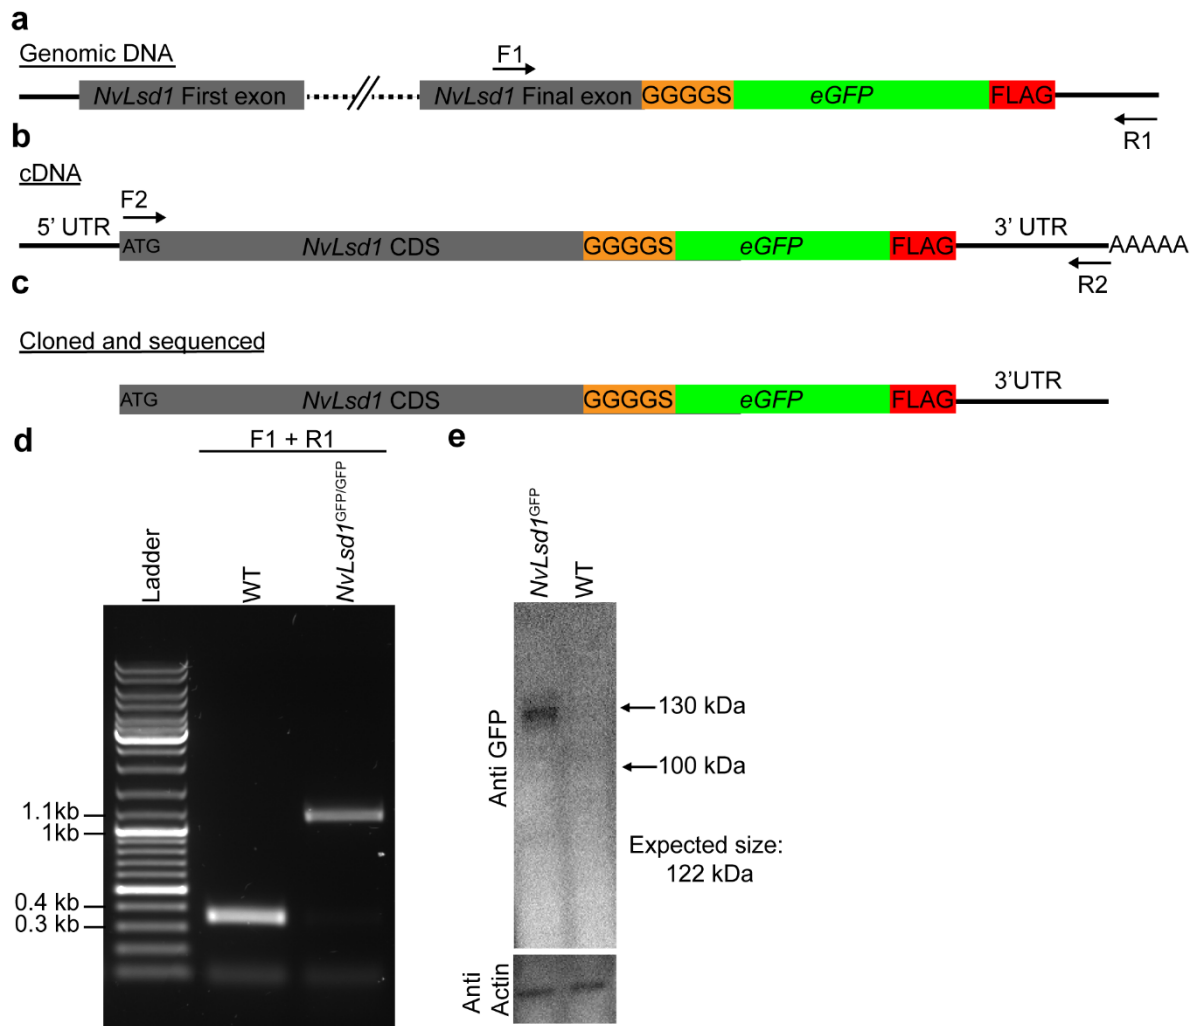 a
Genomic DNA
F1
NvLsd1 First exon
NvLsd1 Final exon
GGGGS
eGFP
FLAG
R1
b
cDNA
F2
5’ UTR
ATG
NvLsd1 CDS
GGGGS
eGFP
FLAG
3’ UTR
AAAAA
R2
c
Cloned and sequenced
ATG
NvLsd1 CDS
GGGGS
eGFP
FLAG
3’UTR
d
F1 + R1
Ladder
WT
NvLsd1GFP/GFP
1.1kb
1kb
0.4 kb
0.3 kb
e
NvLsd1GFP
WT
Anti GFP
130 kDa
100 kDa
Expected size:
122 kDa
Anti
Actin